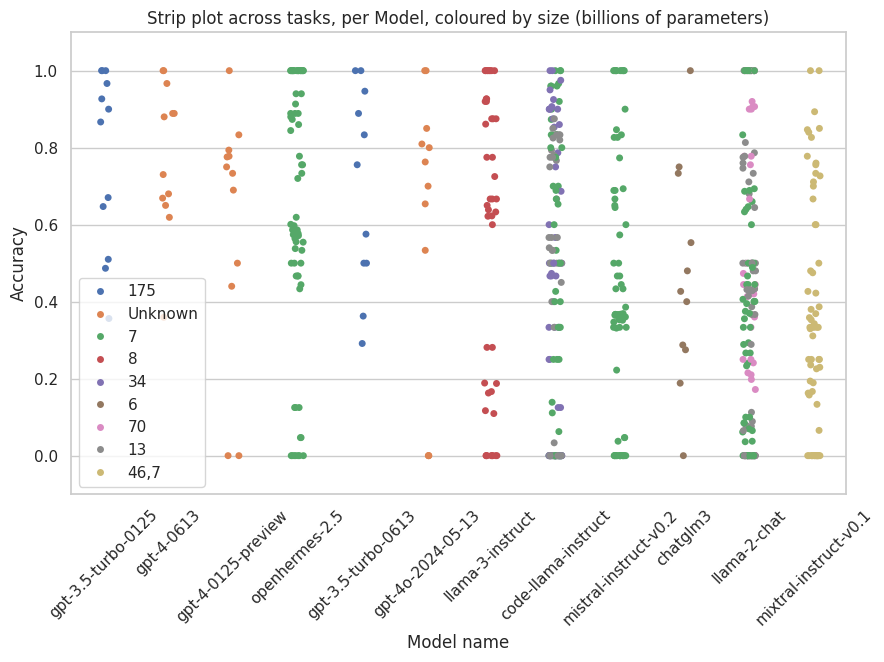 Strip plot across tasks, per Model, coloured by size (billions of parameters)
Accuracy
1.0
0.8
0.6
0.4
0.2
0.0
175
Unknown
7
8
34
6
70
13
46,7
gpt-3.5-turbo-0125
gpt-4-0613
gpt-4-0125-preview
openhermes-2.5
gpt-3.5-turbo-0613
gpt-4o-2024-05-13
llama-3-instruct
code-llama-instruct
mistral-instruct-v0.2
chatglm3
llama-2-chat
mixtral-instruct-v0.1
Model name